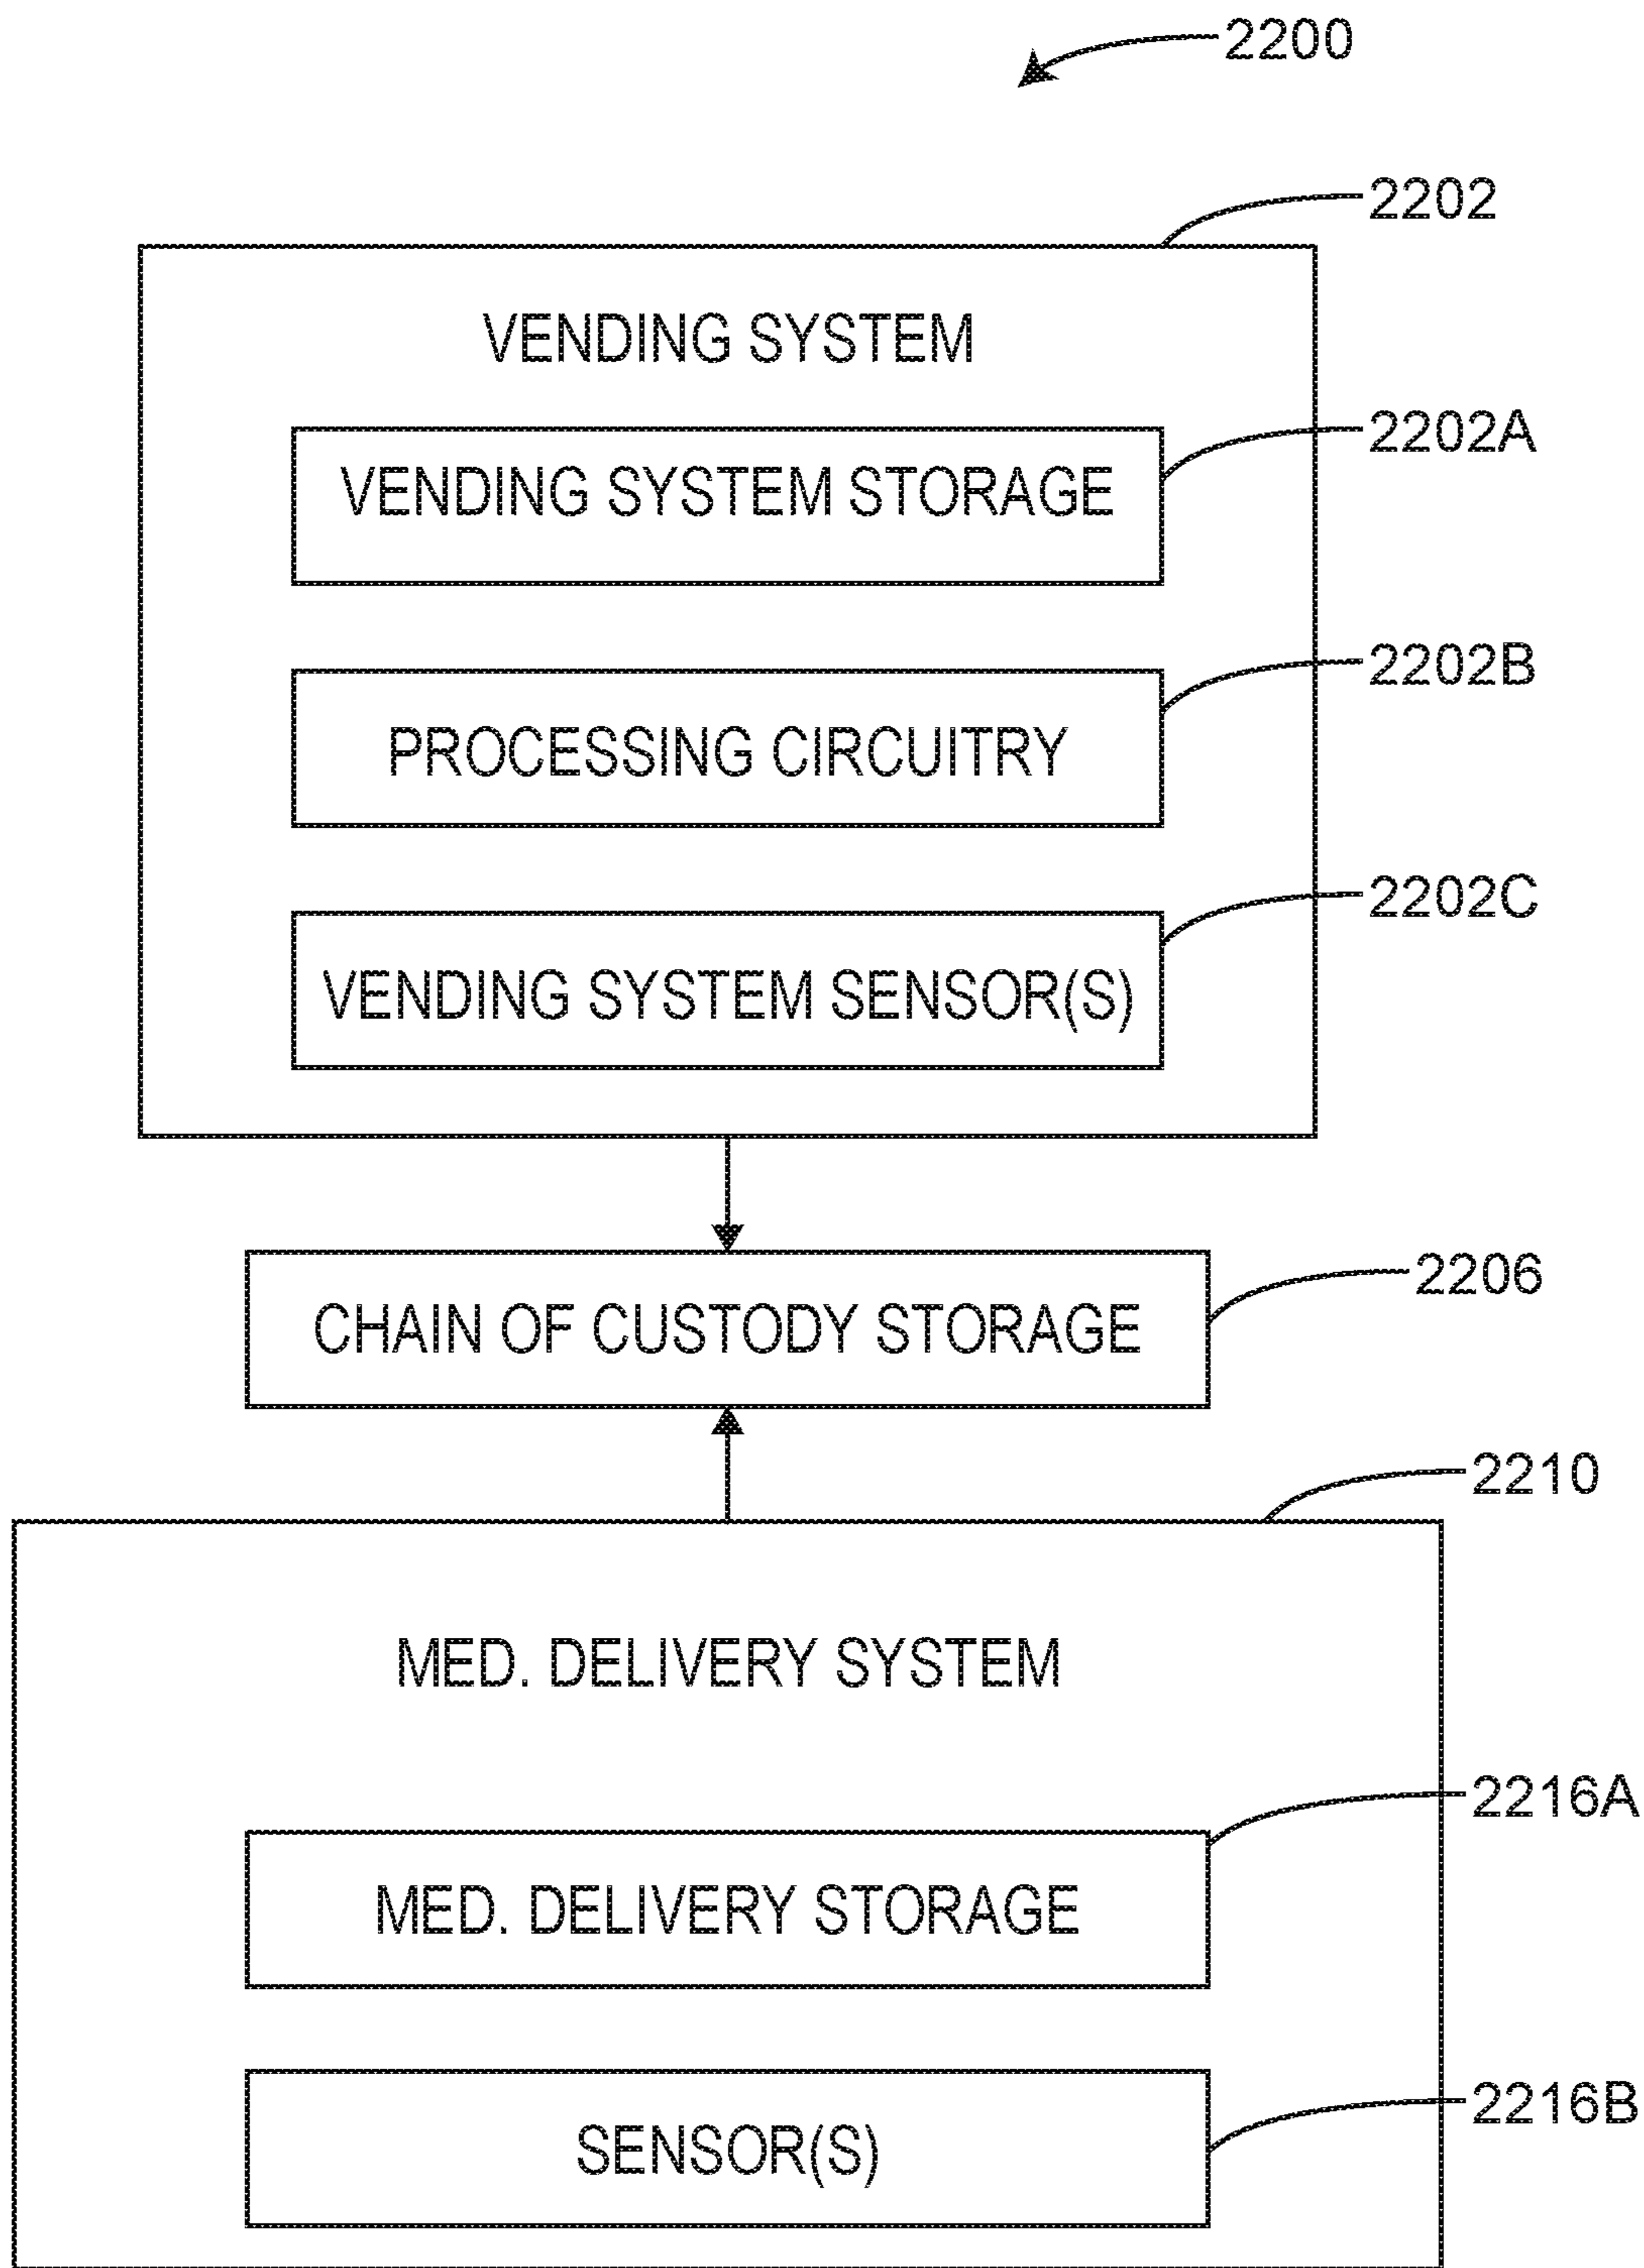 2200
2202
VENDING SYSTEM
2202A
VENDING SYSTEM STORAGE
2202B
PROCESSING CIRCUITRY
2202C
VENDING SYSTEM SENSOR(S)
2206
CHAIN OF CUSTODY STORAGE
2210
MED. DELIVERY SYSTEM
2216A
MED. DELIVERY STORAGE
2216B
SENSOR(S)